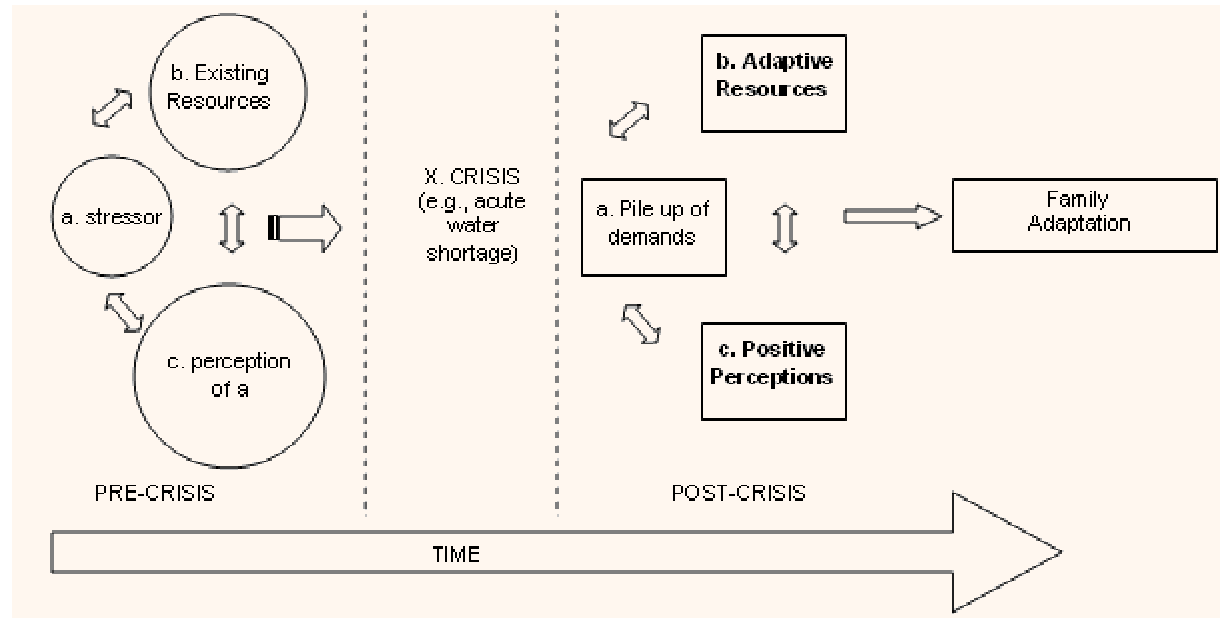 b. Existing
Resources
a. stressor
c. perception
of a
PRE-CRISIS
X. CRISIS
(e.g., acute
water
shortage)
b. Adaptive
Resources
a. Pile up of
demands
c. Positive
Perceptions
Family
Adaptation
POST-CRISIS
TIME